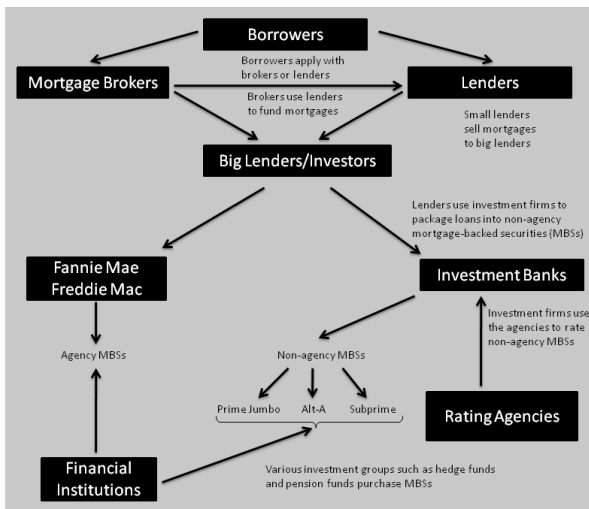 Borrowers
Borrowers apply with
brokers or lenders
Mortgage Brokers
Lenders
Brokers use lenders
to fund mortgages
Small lenders
sell mortgages
to big lenders
Big Lenders/Investors
Lenders use investment firms to
package loans into non-agency
mortgage-backed securities (MBSs)
Fannie Mae
Freddie Mac
Investment Banks
Investment firms use
the agencies to rate
non-agency MBSs
Agency MBSs
Non-agency MBSs
Prime Jumbo
Alt-A
Subprime
Rating Agencies
Financial
Institutions
Various investment groups such as hedge funds
and pension funds purchase MBSs